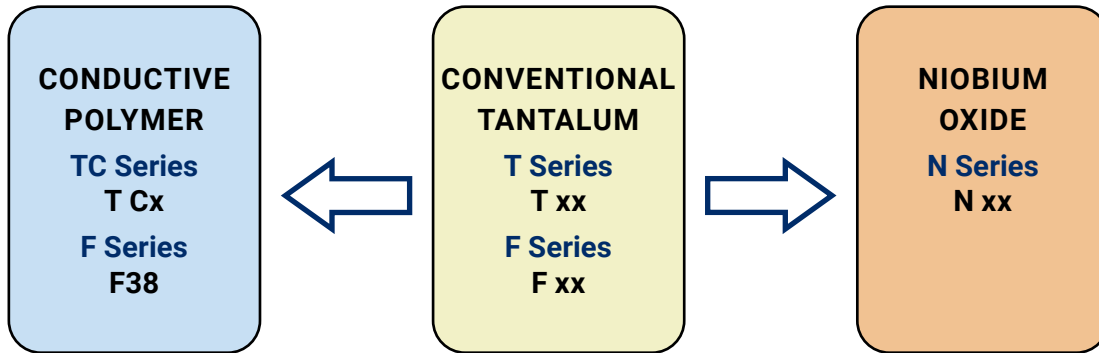 CONDUCTIVE
POLYMER
TC Series
T Cx
F Series
F38
CONVENTIONAL
TANTALUM
T Series
T xx
F Series
F xx
NIOBIUM
OXIDE
N Series
N xx